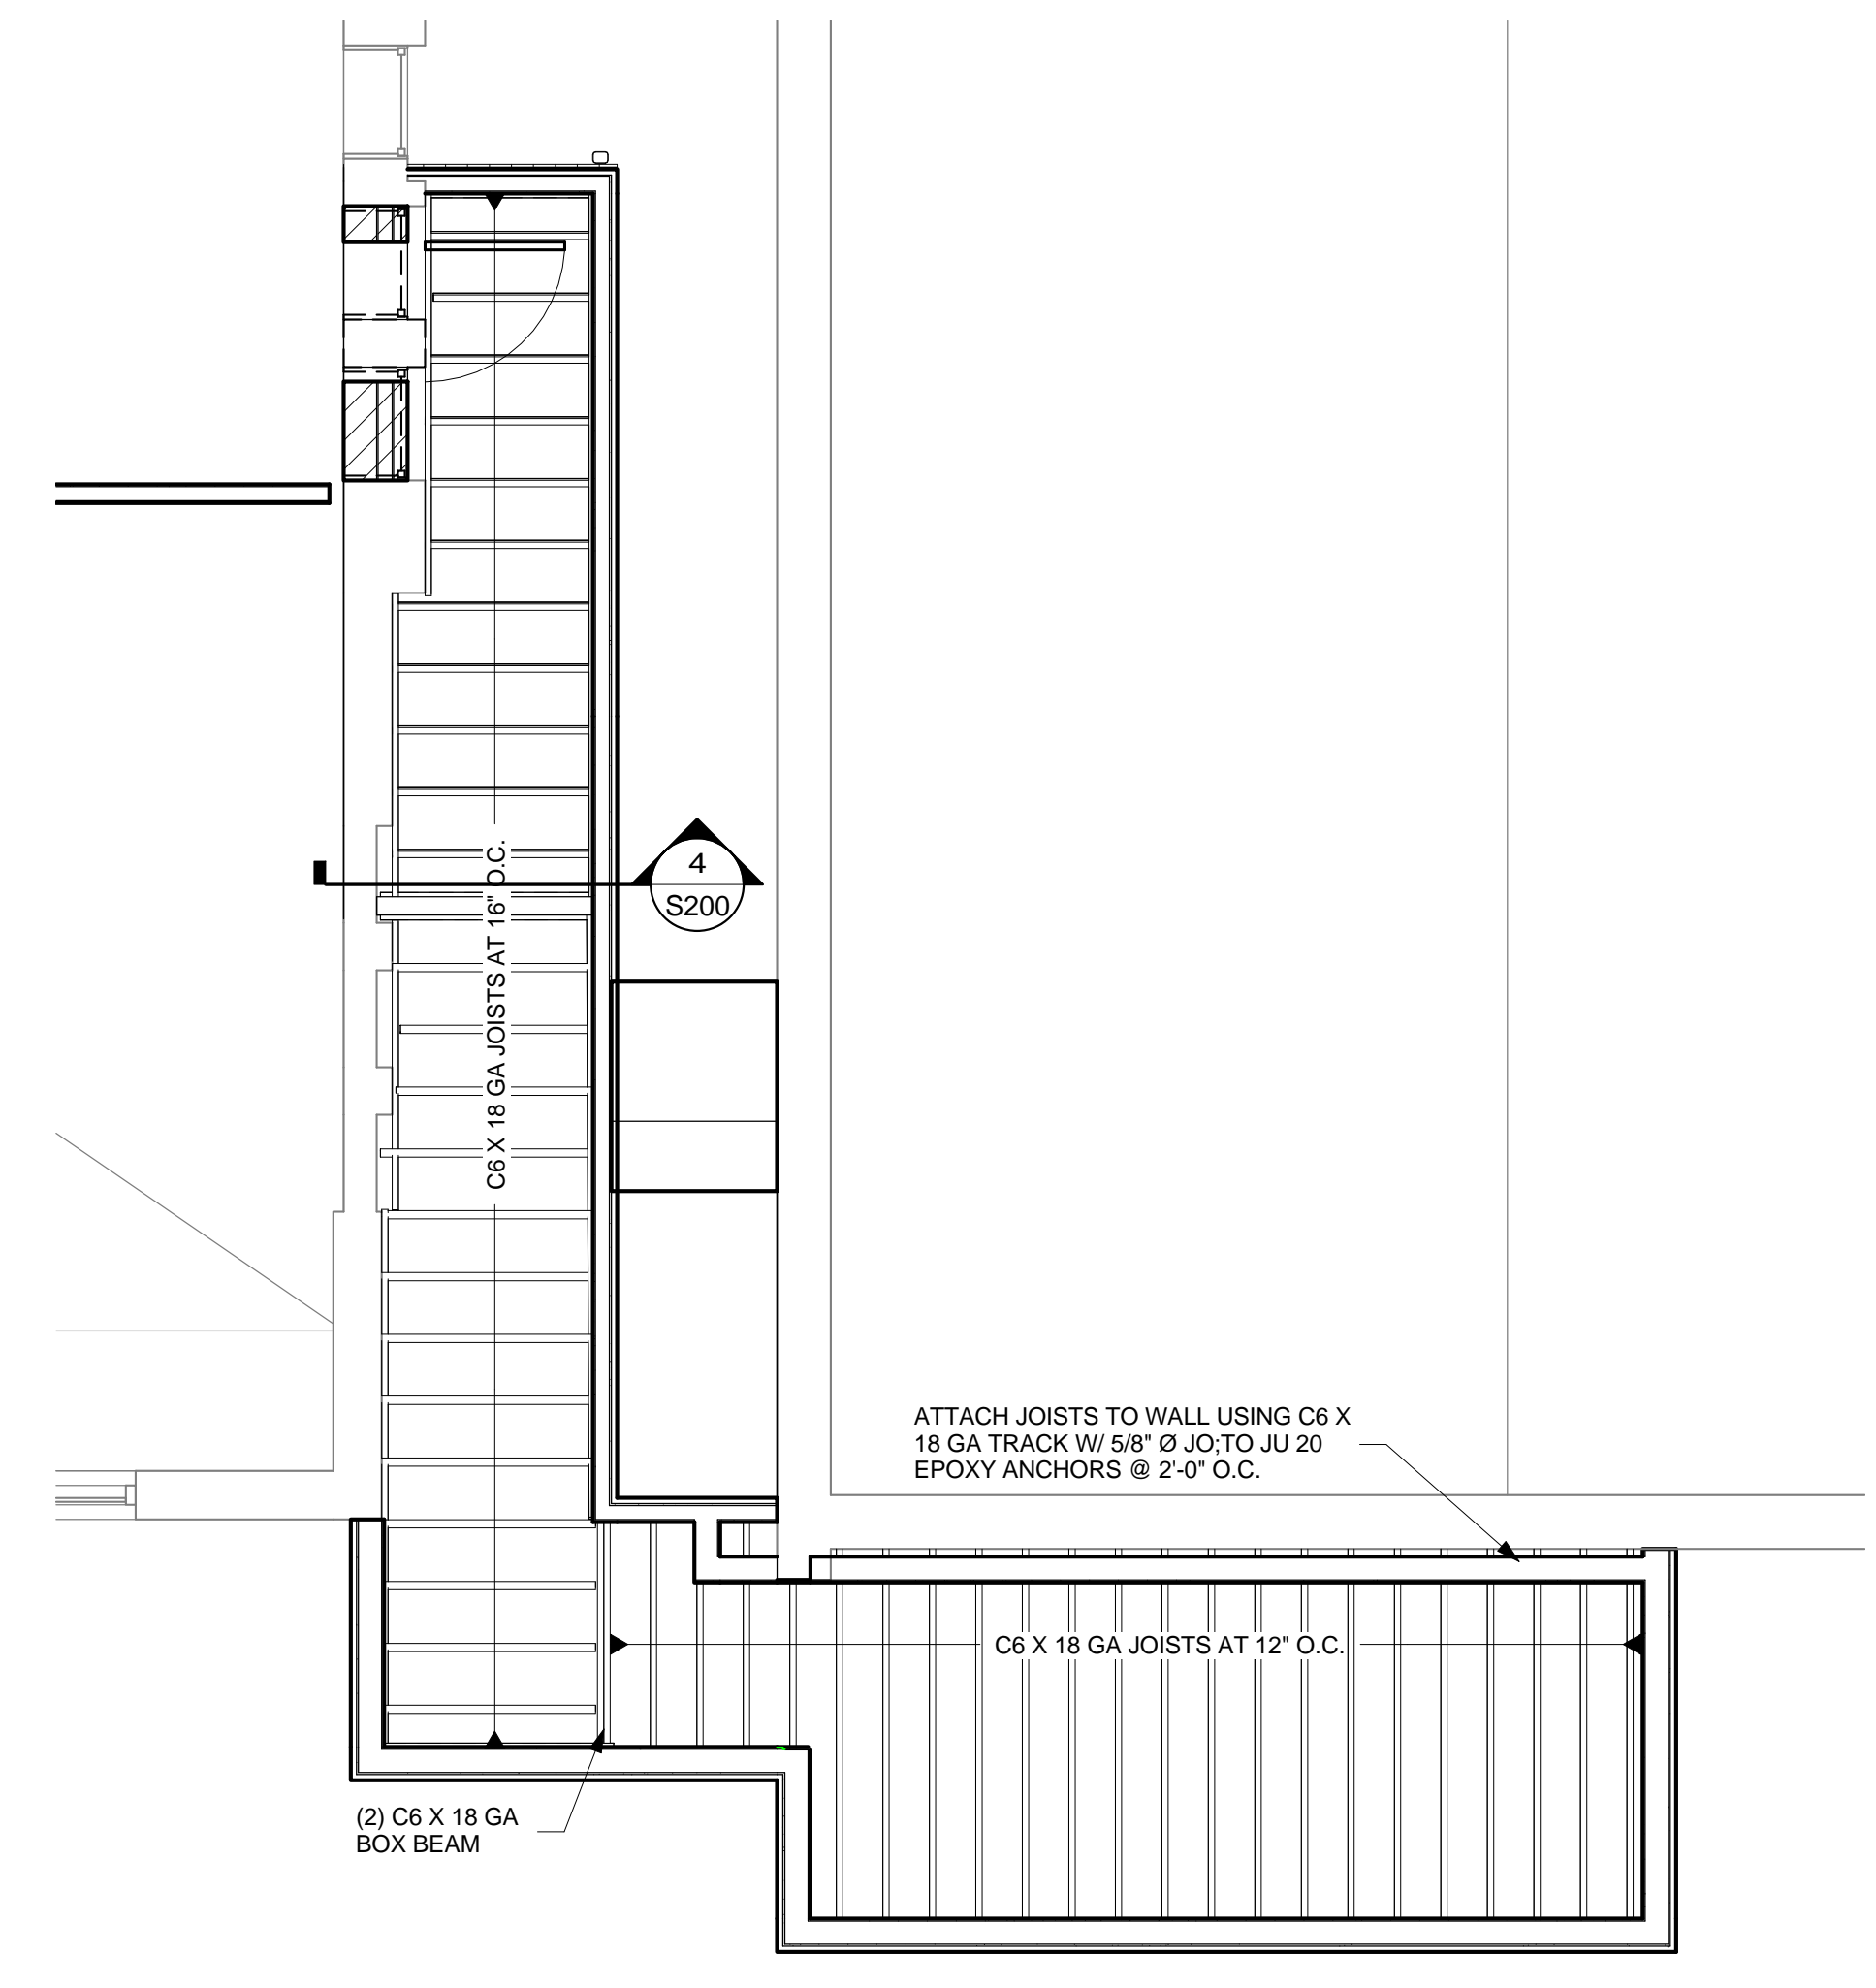 C6 X 18 GA JOISTS AT 16" O.C.
4
S200
ATTACH JOISTS TO WALL USING C6 X
18 GA TRACK W/ 5/8" Ø JO;TO JU 20
EPOXY ANCHORS @ 2'-0" O.C.
C6 X 18 GA JOISTS AT 12" O.C.
(2) C6 X 18 GA
BOX BEAM